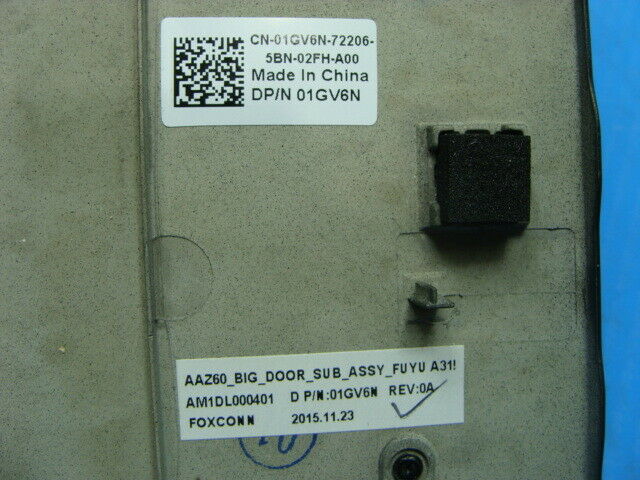 CN-01GV6N-72206-
5BN-02FH-A00
Made In China
DP/N 01GV6N
AAZ60_BIG_DOOR_SUB_ASSY_FUYU A31!
AM1DL000401 D P/N:01GV6N REV:0A
FOXCONN 2015.11.23